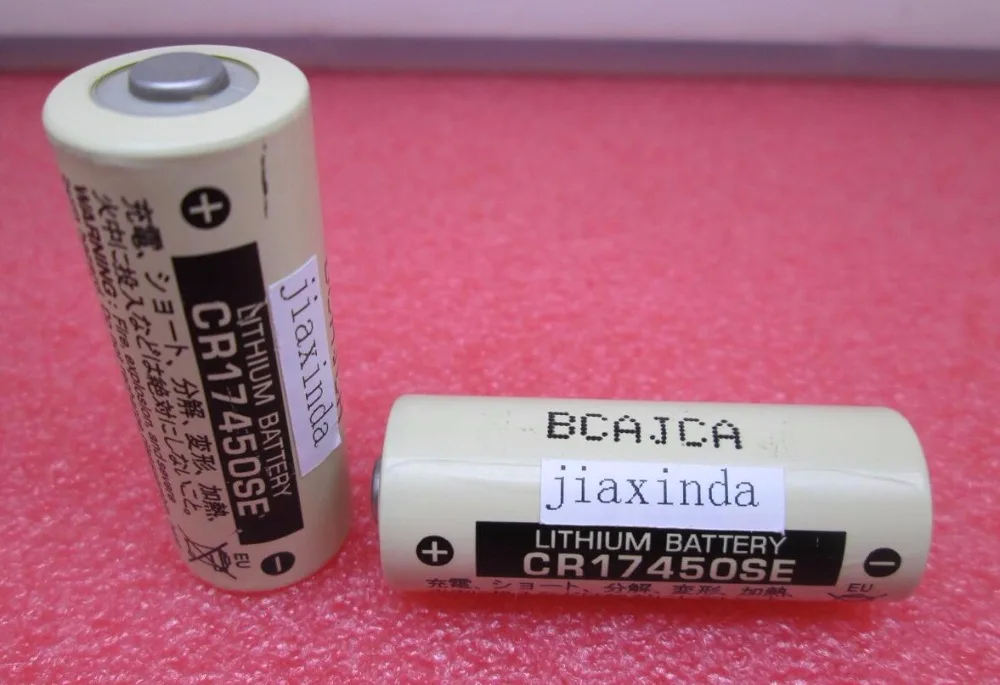 充電、ショート、分解、変形、加熱、
火中に投入などは絶対にしないこと。
WARNING : Fire, explosion, and severe
+
LITHIUM BATTERY
CR17450SE
jiaxinda
EU
−
BCAJCA
jiaxinda
+
LITHIUM BATTERY
CR17450SE
−
充電、ショート、分解、変形、加熱、
EU